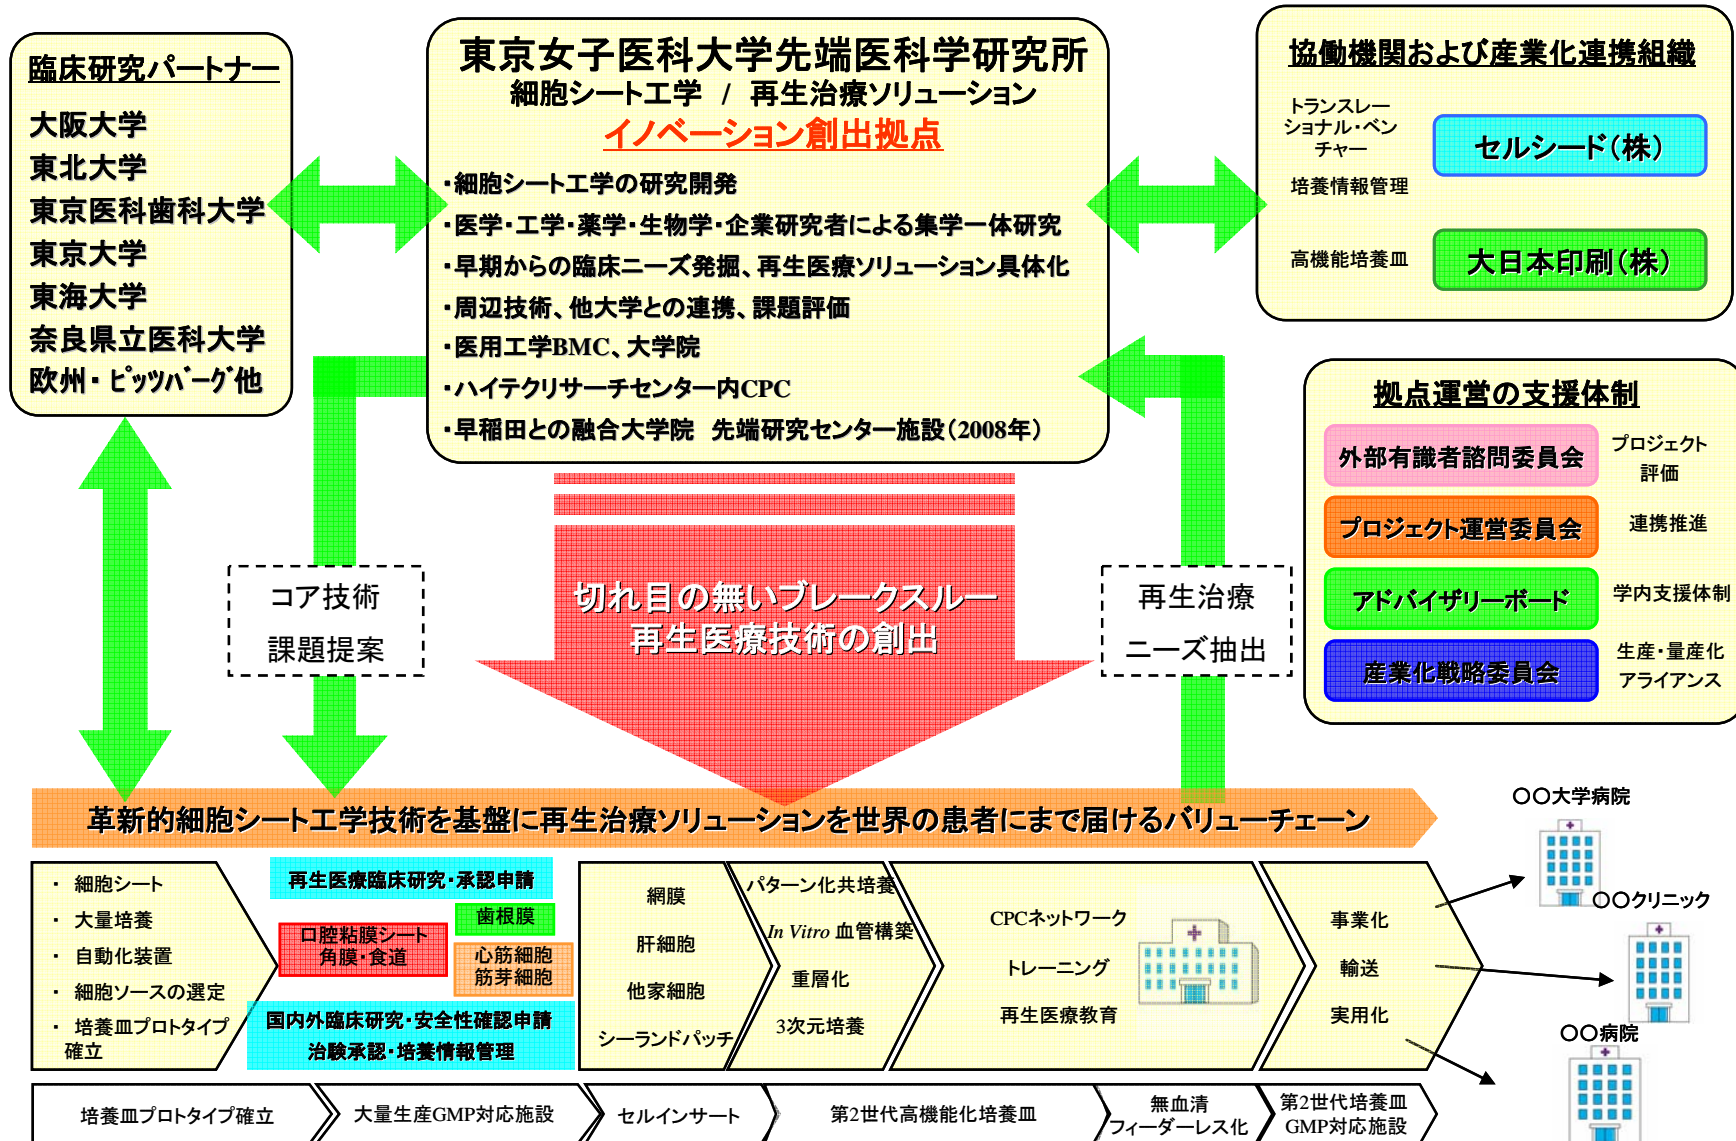 臨床研究パートナー
大阪大学
東北大学
東京医科歯科大学
東京大学
東海大学
奈良県立医科大学
欧州・ピッツバーグ他
東京女子医科大学先端医科学研究所
細胞シート工学 / 再生治療ソリューション
イノベーション創出拠点
・細胞シート工学の研究開発
・医学・工学・薬学・生物学・企業研究者による集学一体研究
・早期からの臨床ニーズ発掘、再生医療ソリューション具体化
・周辺技術、他大学との連携、課題評価
・医用工学BMC、大学院
・ハイテクリサーチセンター内CPC
・早稲田との融合大学院 先端研究センター施設(2008年)
協働機関および産業化連携組織
トランスレー
ショナル・ベン
チャー
セルシード(株)
培養情報管理
高機能培養皿
大日本印刷(株)
拠点運営の支援体制
外部有識者諮問委員会
プロジェクト
評価
プロジェクト運営委員会
連携推進
アドバイザリーボード
学内支援体制
産業化戦略委員会
生産・量産化
アライアンス
コア技術
課題提案
切れ目の無いブレークスルー
再生医療技術の創出
再生治療
ニーズ抽出
革新的細胞シート工学技術を基盤に再生治療ソリューションを世界の患者にまで届けるバリューチェーン
・ 細胞シート
・ 大量培養
・ 自動化装置
・ 細胞ソースの選定
・ 培養皿プロトタイプ
確立
再生医療臨床研究・承認申請
歯根膜
口腔粘膜シート
角膜・食道
心筋細胞
筋芽細胞
国内外臨床研究・安全性確認申請
治験承認・培養情報管理
網膜
肝細胞
他家細胞
シーランドパッチ
パターン化共培養
In Vitro 血管構築
重層化
3次元培養
CPCネットワーク
トレーニング
再生医療教育
事業化
輸送
実用化
〇〇大学病院
〇〇クリニック
〇〇病院
培養皿プロトタイプ確立
大量生産GMP対応施設
セルインサート
第2世代高機能化培養皿
無血清
フィーダーレス化
第2世代培養皿
GMP対応施設